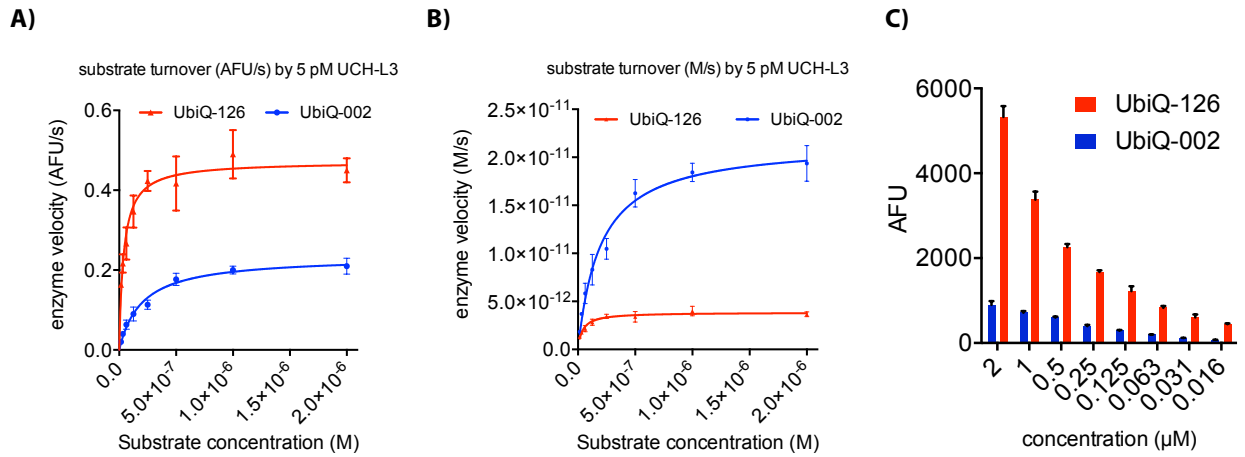 A)
substrate turnover (AFU/s) by 5 pM UCH-L3
UbiQ-126 UbiQ-002
enzyme velocity (AFU/s)
0.6
0.4
0.2
0.0
0.0 5.0×10⁻⁷ 1.0×10⁻⁶ 1.5×10⁻⁶ 2.0×10⁻⁶
Substrate concentration (M)
B)
substrate turnover (M/s) by 5 pM UCH-L3
UbiQ-126 UbiQ-002
enzyme velocity (M/s)
2.5×10⁻¹¹
2.0×10⁻¹¹
1.5×10⁻¹¹
1.0×10⁻¹¹
5.0×10⁻¹²
0.0
0.0 5.0×10⁻⁷ 1.0×10⁻⁶ 1.5×10⁻⁶ 2.0×10⁻⁶
Substrate concentration (M)
C)
UbiQ-126
UbiQ-002
AFU
6000
4000
2000
0
2 1 0.5 0.25 0.125 0.063 0.031 0.016
concentration (µM)